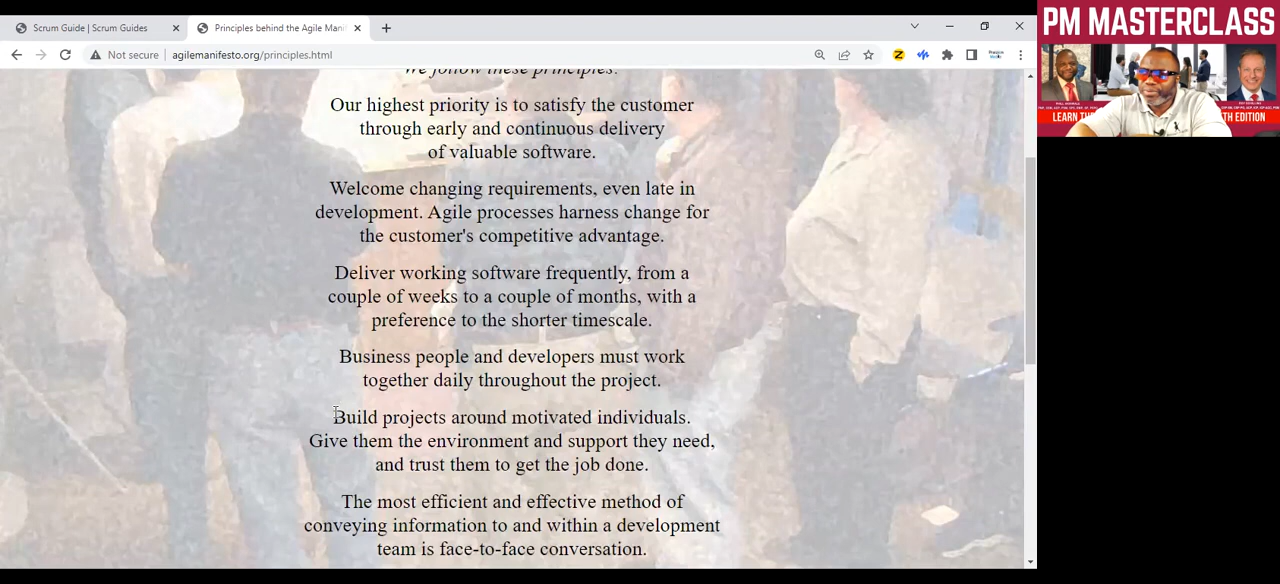 Scrum Guide | Scrum Guides
Principles behind the Agile Mani
Not secure
agilemanifesto.org/principles.html
PM MASTERCLASS
We follow these principles:
Our highest priority is to satisfy the customer
through early and continuous delivery
of valuable software.
Welcome changing requirements, even late in
development. Agile processes harness change for
the customer's competitive advantage.
Deliver working software frequently, from a
couple of weeks to a couple of months, with a
preference to the shorter timescale.
Business people and developers must work
together daily throughout the project.
Build projects around motivated individuals.
Give them the environment and support they need,
and trust them to get the job done.
The most efficient and effective method of
conveying information to and within a development
team is face-to-face conversation.
LEARN TH
TH EDITION